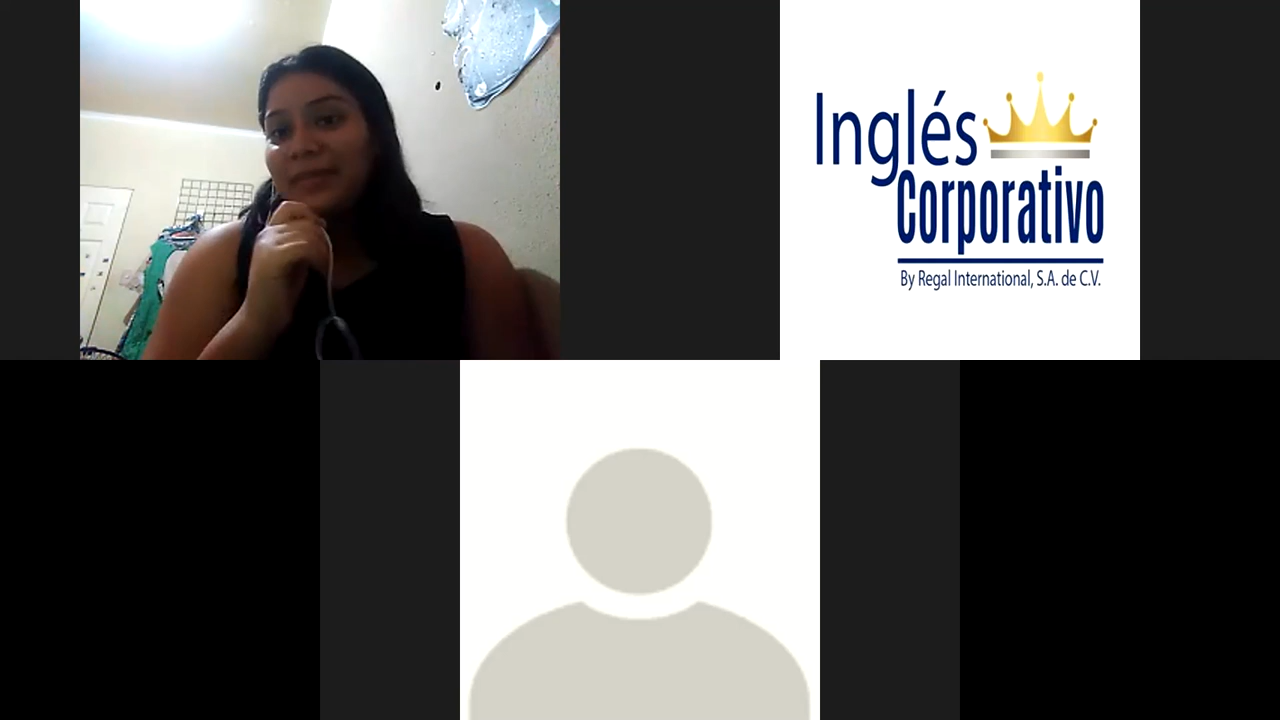 Inglés
Corporativo
By Regal International, S.A. de C.V.